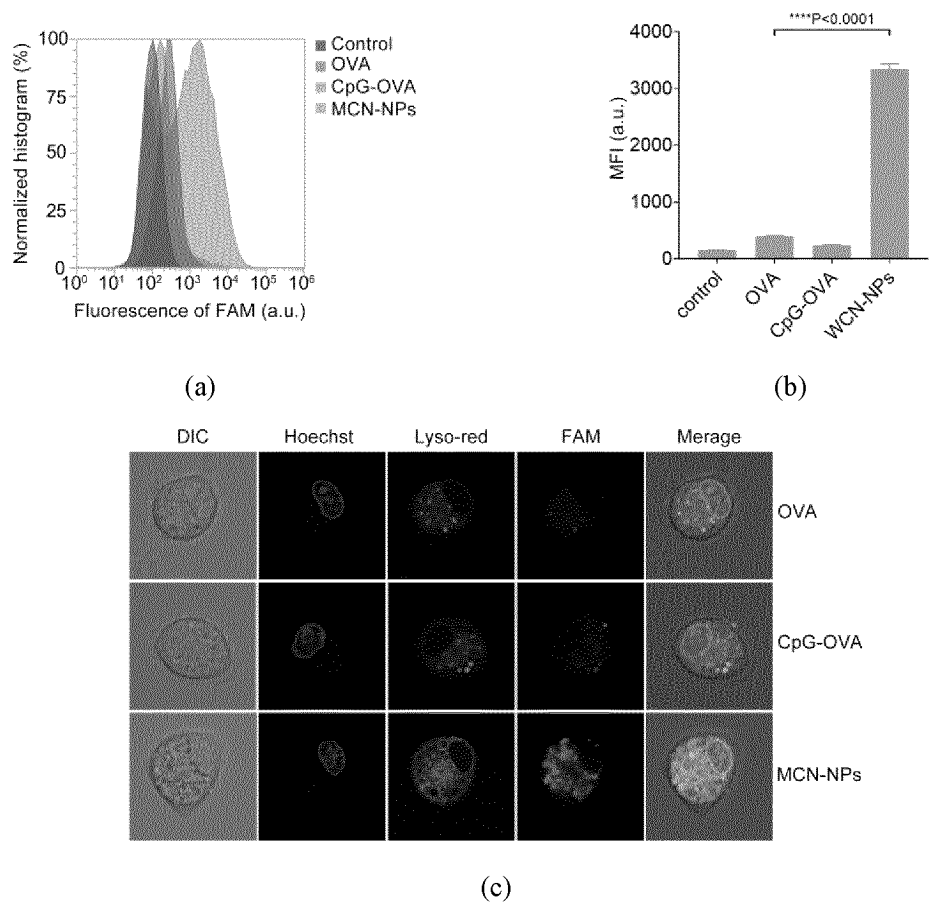 100
75
50
25
0
Normalized histogram (%)
10⁰ 10¹ 10² 10³ 10⁴ 10⁵ 10⁶
Fluorescence of FAM (a.u.)
Control
OVA
CpG-OVA
MCN-NPs
(a)
****P<0.0001
4000
3000
2000
1000
0
MFI (a.u.)
control
OVA
CpG-OVA
WCN-NPs
(b)
DIC Hoechst Lyso-red FAM Merage
OVA
CpG-OVA
MCN-NPs
(c)